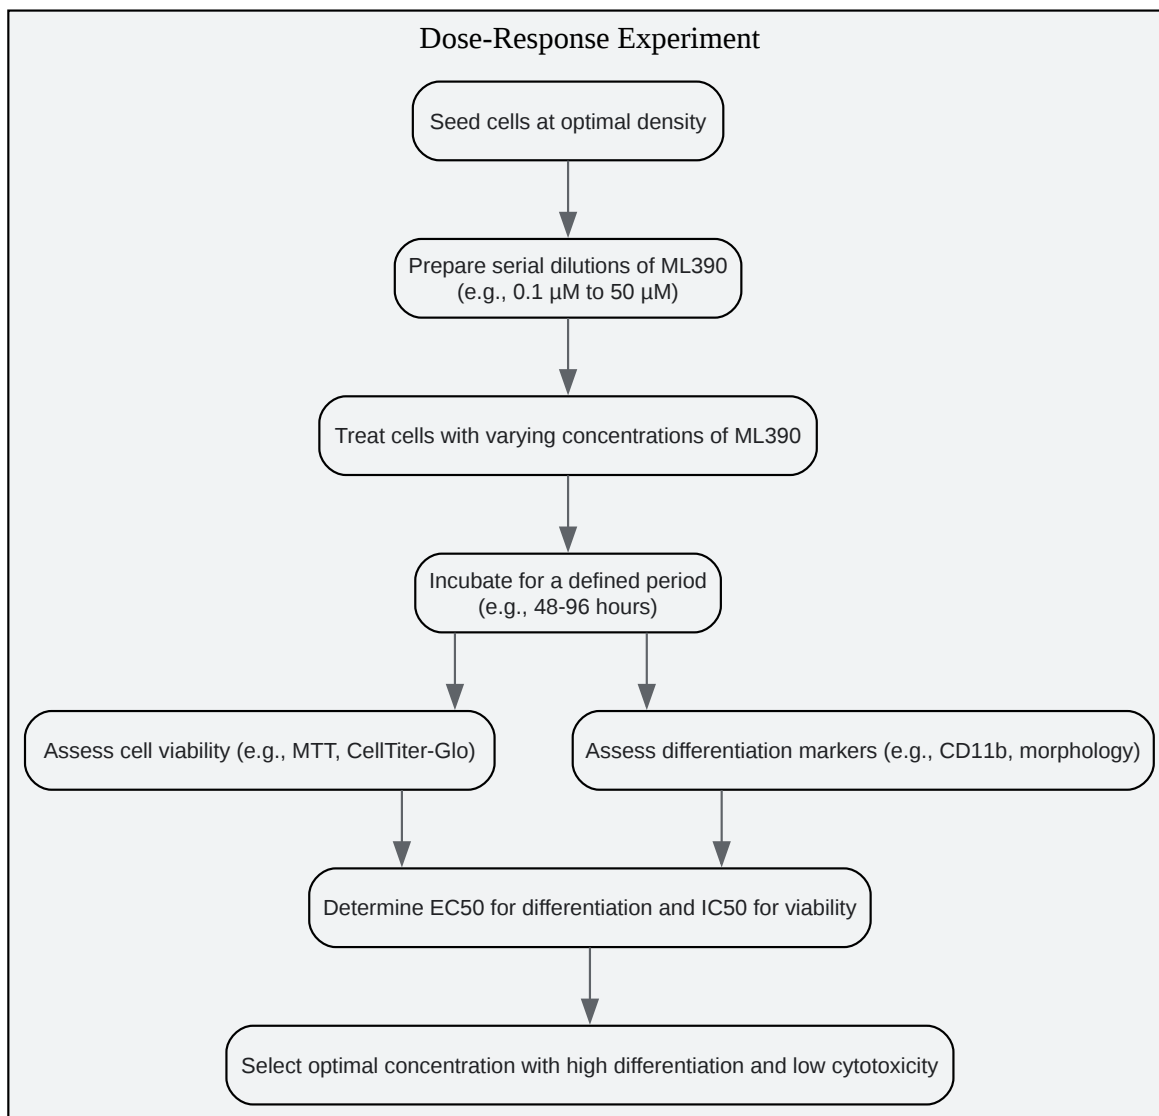 Dose-Response Experiment
Seed cells at optimal density
Prepare serial dilutions of ML390
(e.g., 0.1 µM to 50 µM)
Treat cells with varying concentrations of ML390
Incubate for a defined period
(e.g., 48-96 hours)
Assess cell viability (e.g., MTT, CellTiter-Glo)
Assess differentiation markers (e.g., CD11b, morphology)
Determine EC50 for differentiation and IC50 for viability
Select optimal concentration with high differentiation and low cytotoxicity